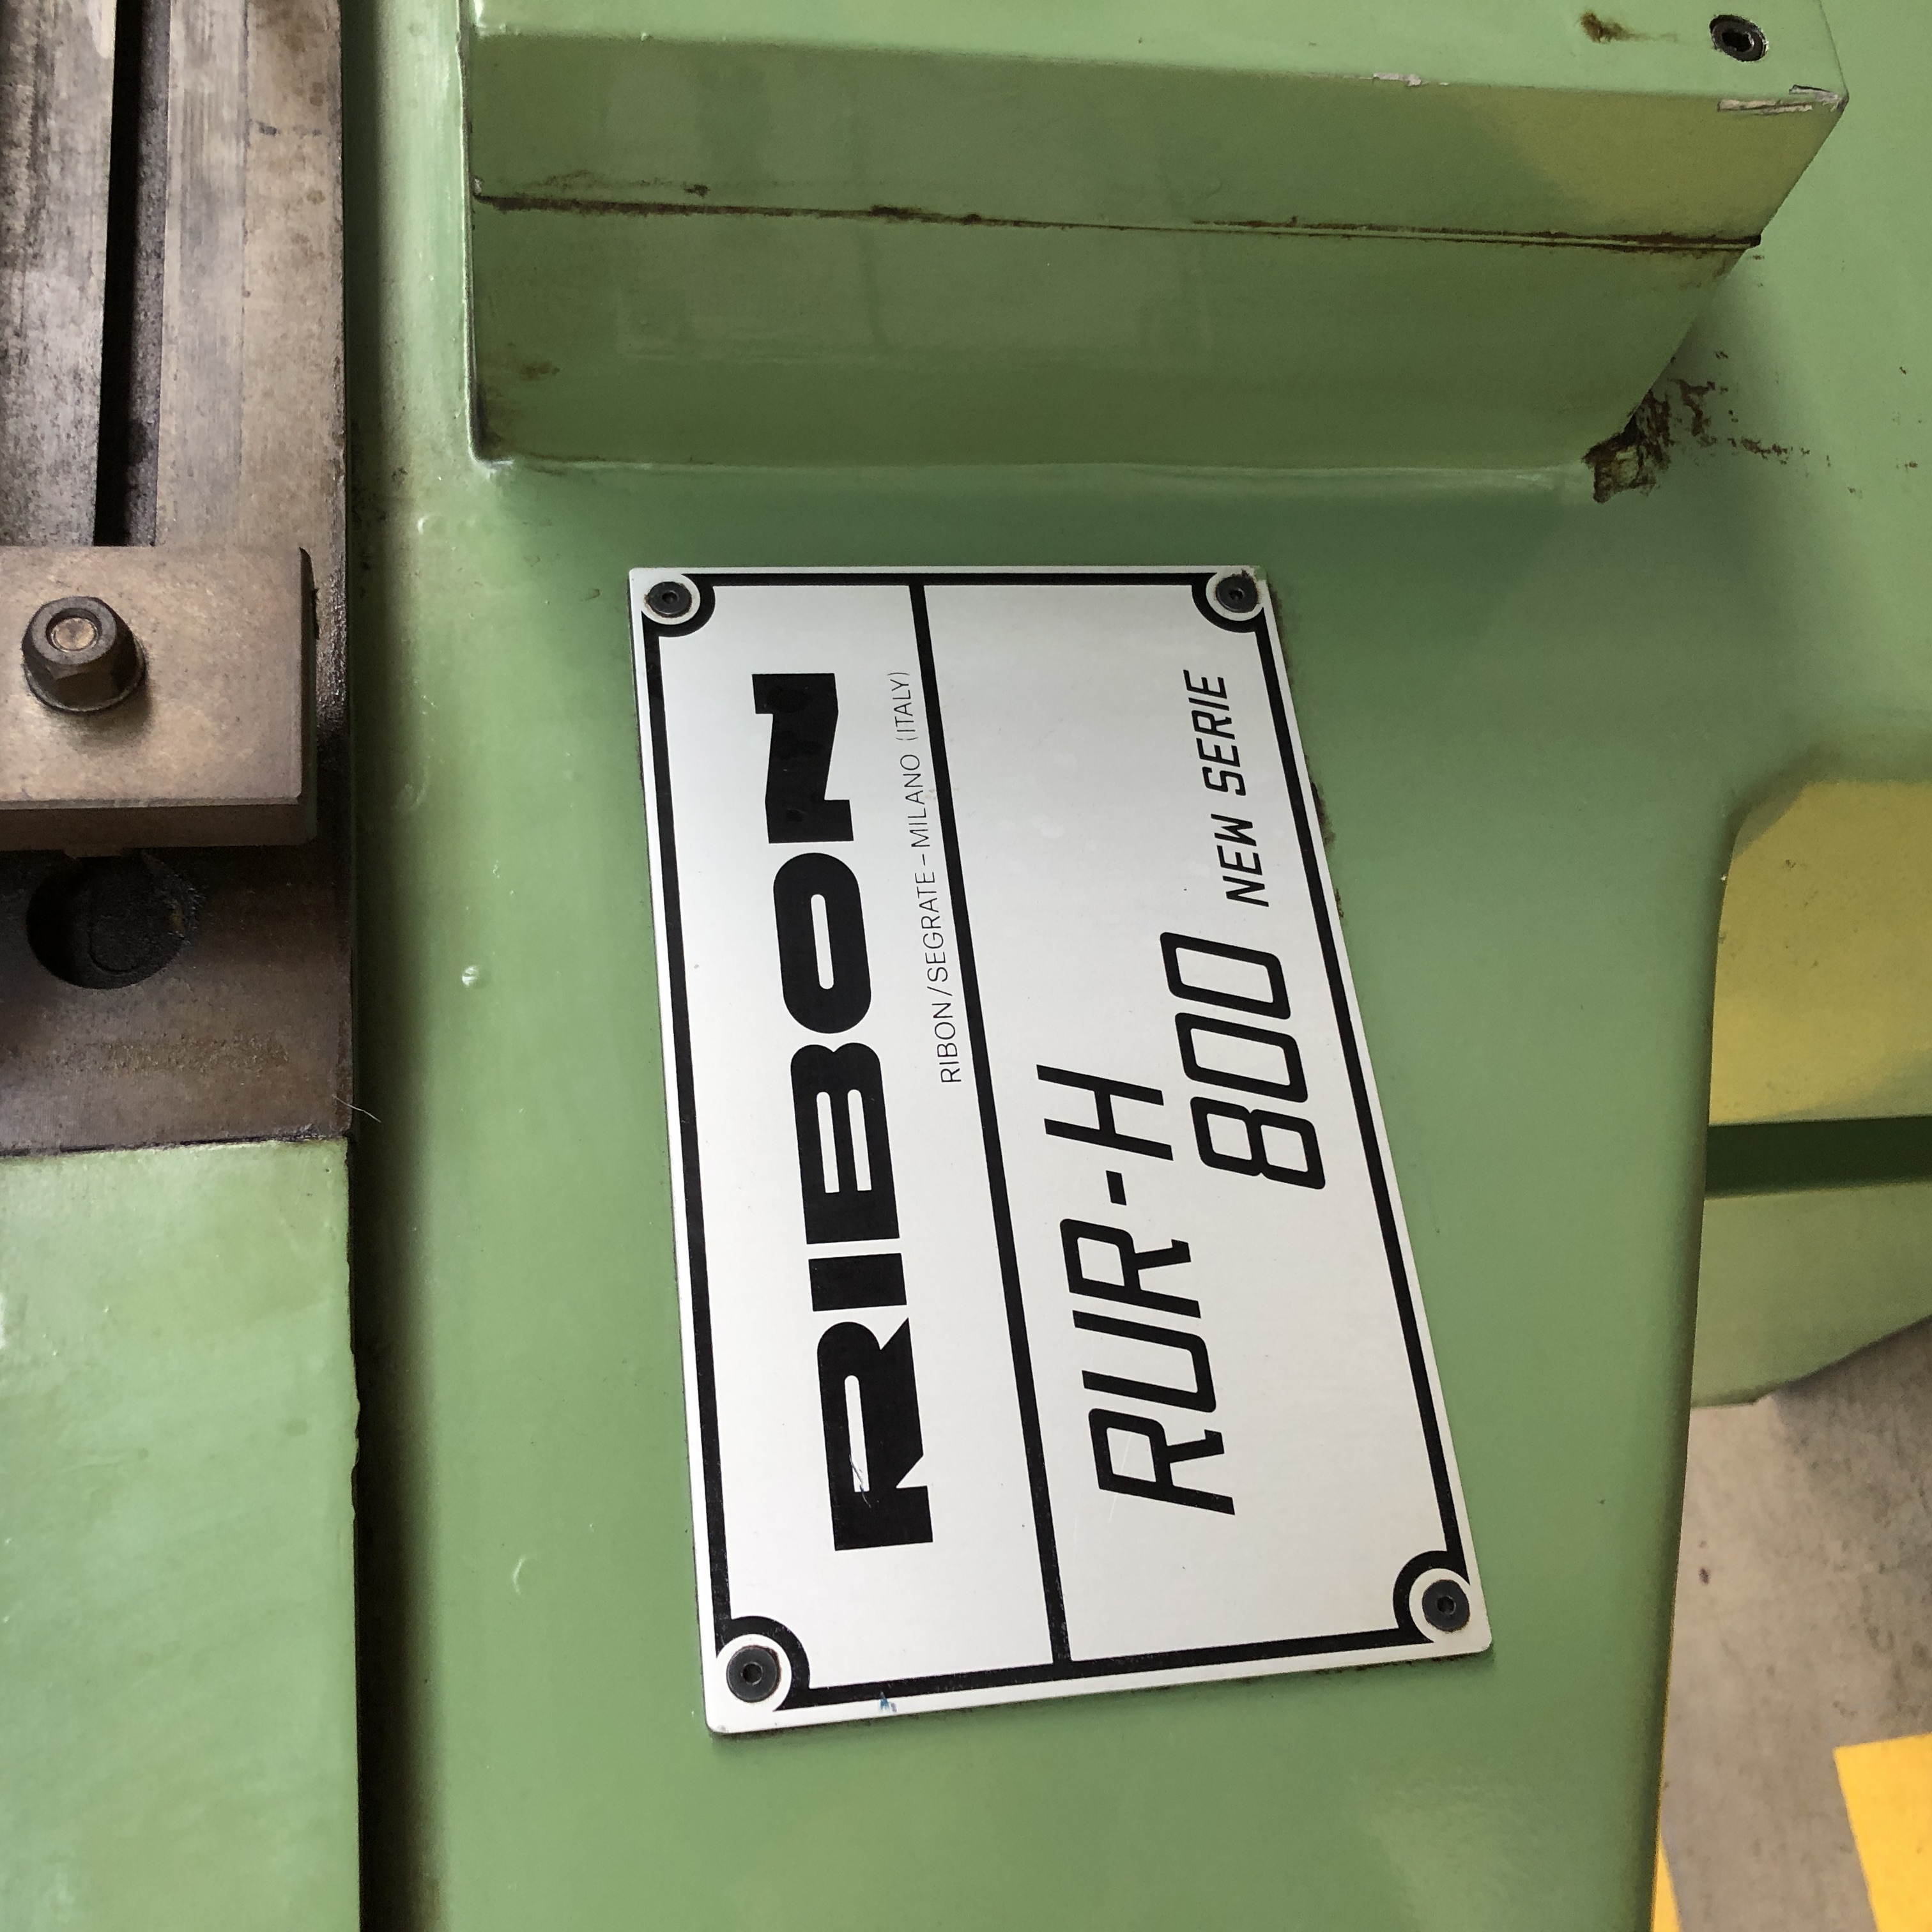 RIBON
RIBON/SEGRATE-MILANO (ITALY)
RUR-H
800 NEW SERIE